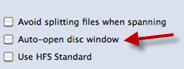 Avoid splitting files when spanning
Auto-open disc window
Use HFS Standard